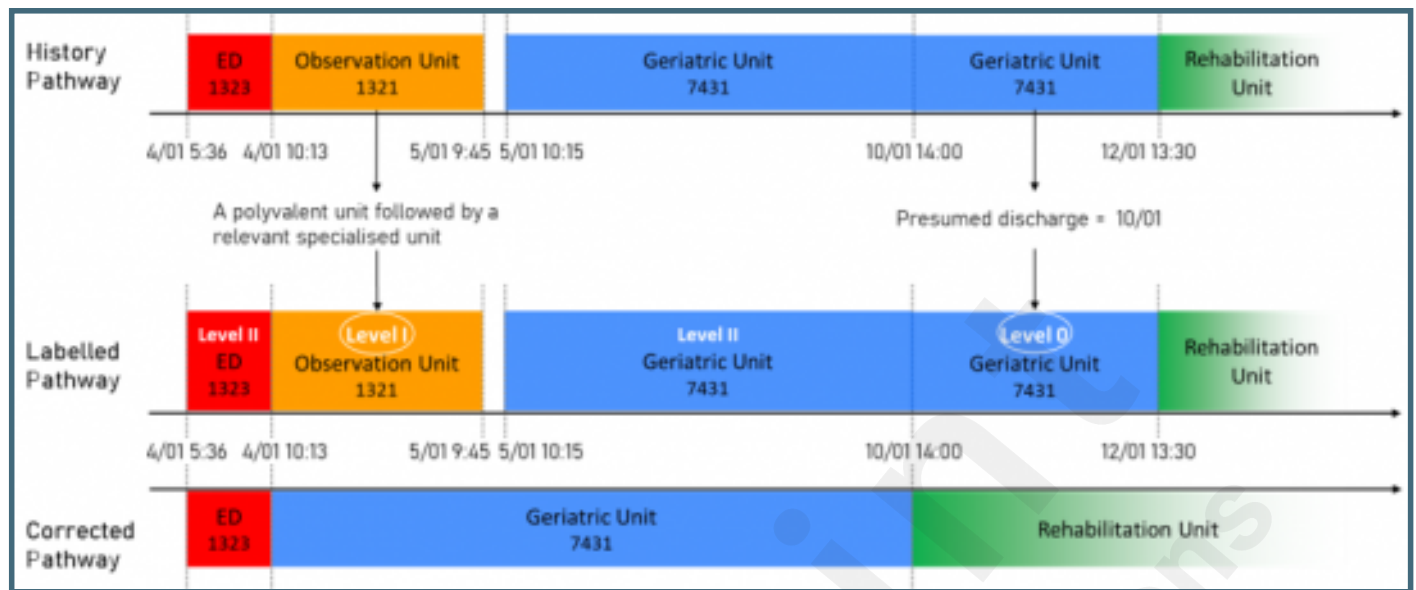 History
Pathway
ED
1323
Observation Unit
1321
Geriatric Unit
7431
Geriatric Unit
7431
Rehabilitation
Unit
4/01 5:36 4/01 10:13 5/01 9:45 5/01 10:15 10/01 14:00 12/01 13:30
A polyvalent unit followed by a
relevant specialised unit
Presumed discharge = 10/01
Labelled
Pathway
Level II
ED
1323
Level I
Observation Unit
1321
Level II
Geriatric Unit
7431
Level 0
Geriatric Unit
7431
Rehabilitation
Unit
4/01 5:36 4/01 10:13 5/01 9:45 5/01 10:15 10/01 14:00 12/01 13:30
Corrected
Pathway
ED
1323
Geriatric Unit
7431
Rehabilitation Unit